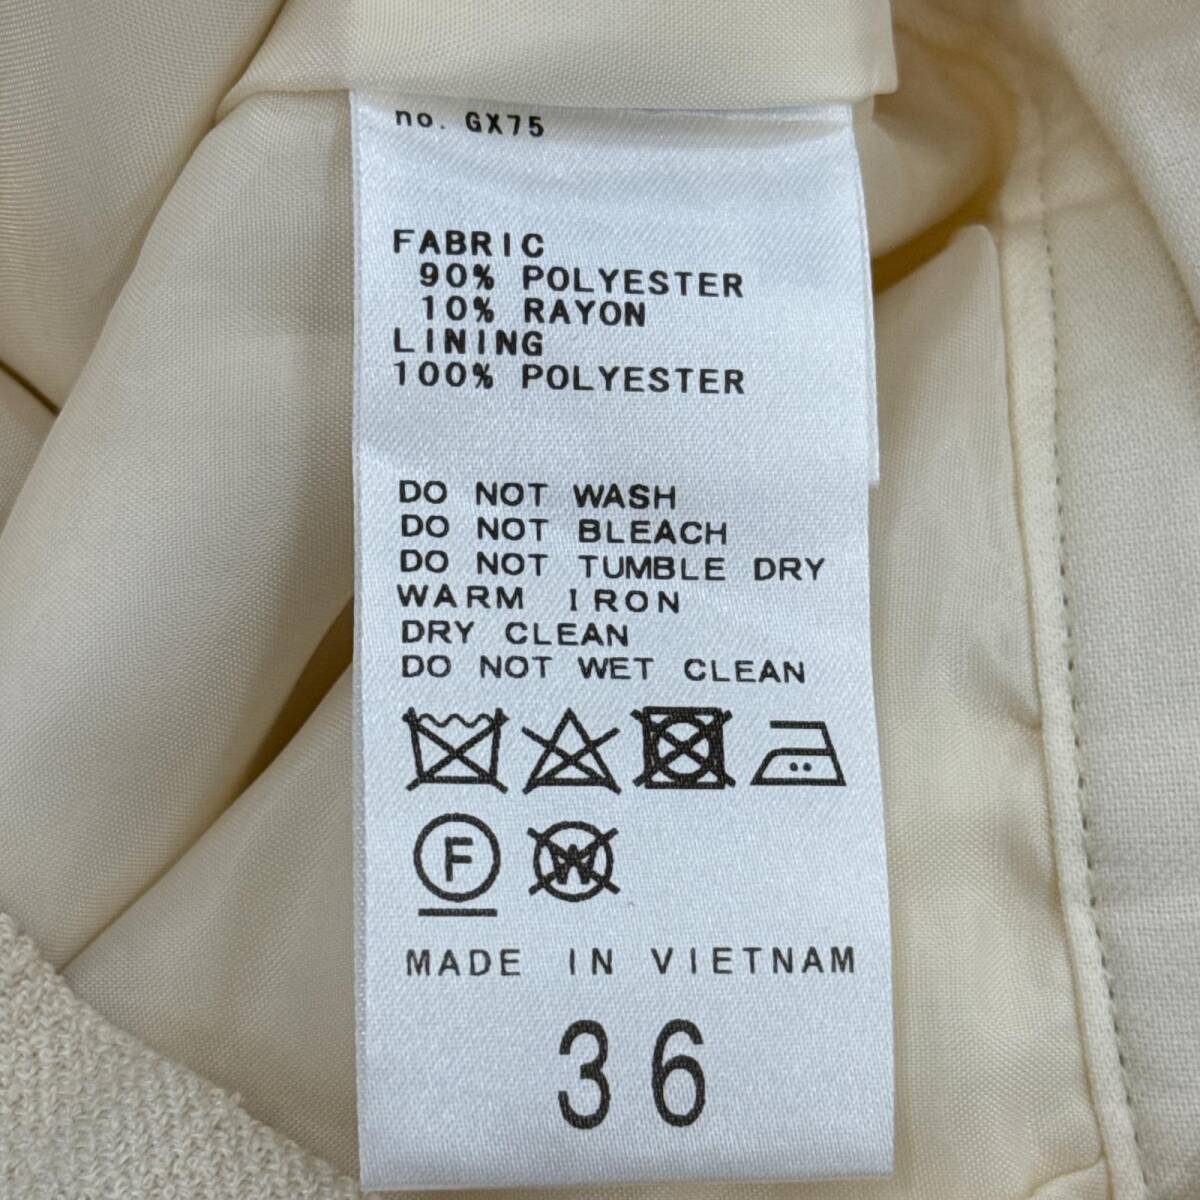 no. GX75
FABRIC
90% POLYESTER
10% RAYON
LINING
100% POLYESTER
DO NOT WASH
DO NOT BLEACH
DO NOT TUMBLE DRY
WARM IRON
DRY CLEAN
DO NOT WET CLEAN
F W
MADE IN VIETNAM
36